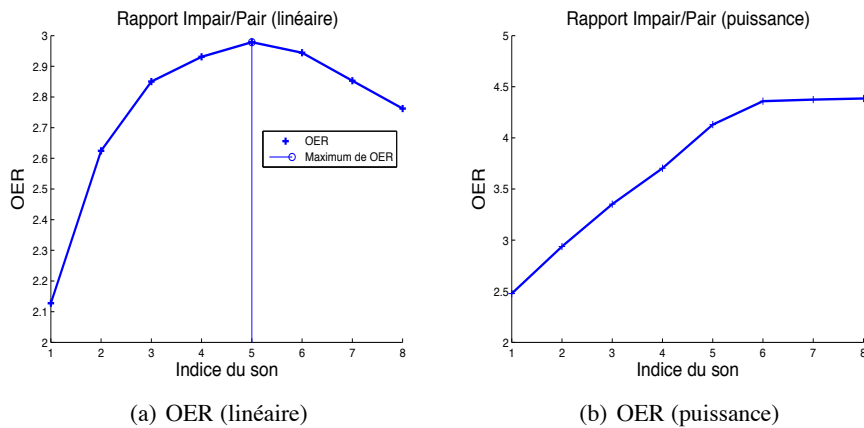 Rapport Impair/Pair (linéaire)
3
2.9
2.8
2.7
2.6
2.5
2.4
2.3
2.2
2.1
2
OER
OER
Maximum de OER
1 2 3 4 5 6 7 8
Indice du son
(a) OER (linéaire)
Rapport Impair/Pair (puissance)
5
4.5
4
3.5
3
2.5
2
OER
1 2 3 4 5 6 7 8
Indice du son
(b) OER (puissance)